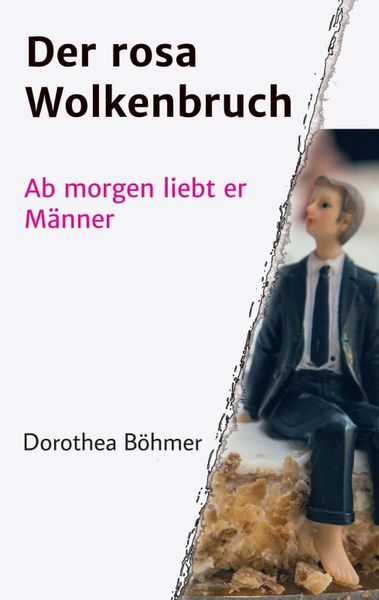 Der rosa
Wolkenbruch
Ab morgen liebt er
Männer
Dorothea Böhmer